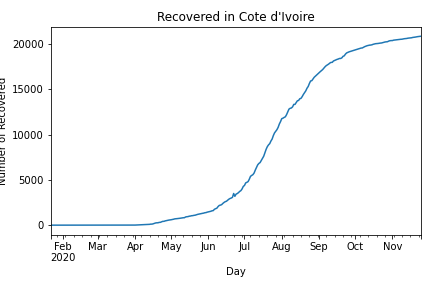 Recovered in Cote d'Ivoire
Number of Recovered
20000
15000
10000
5000
0
Feb
2020
Mar
Apr
May
Jun
Jul
Aug
Sep
Oct
Nov
Day